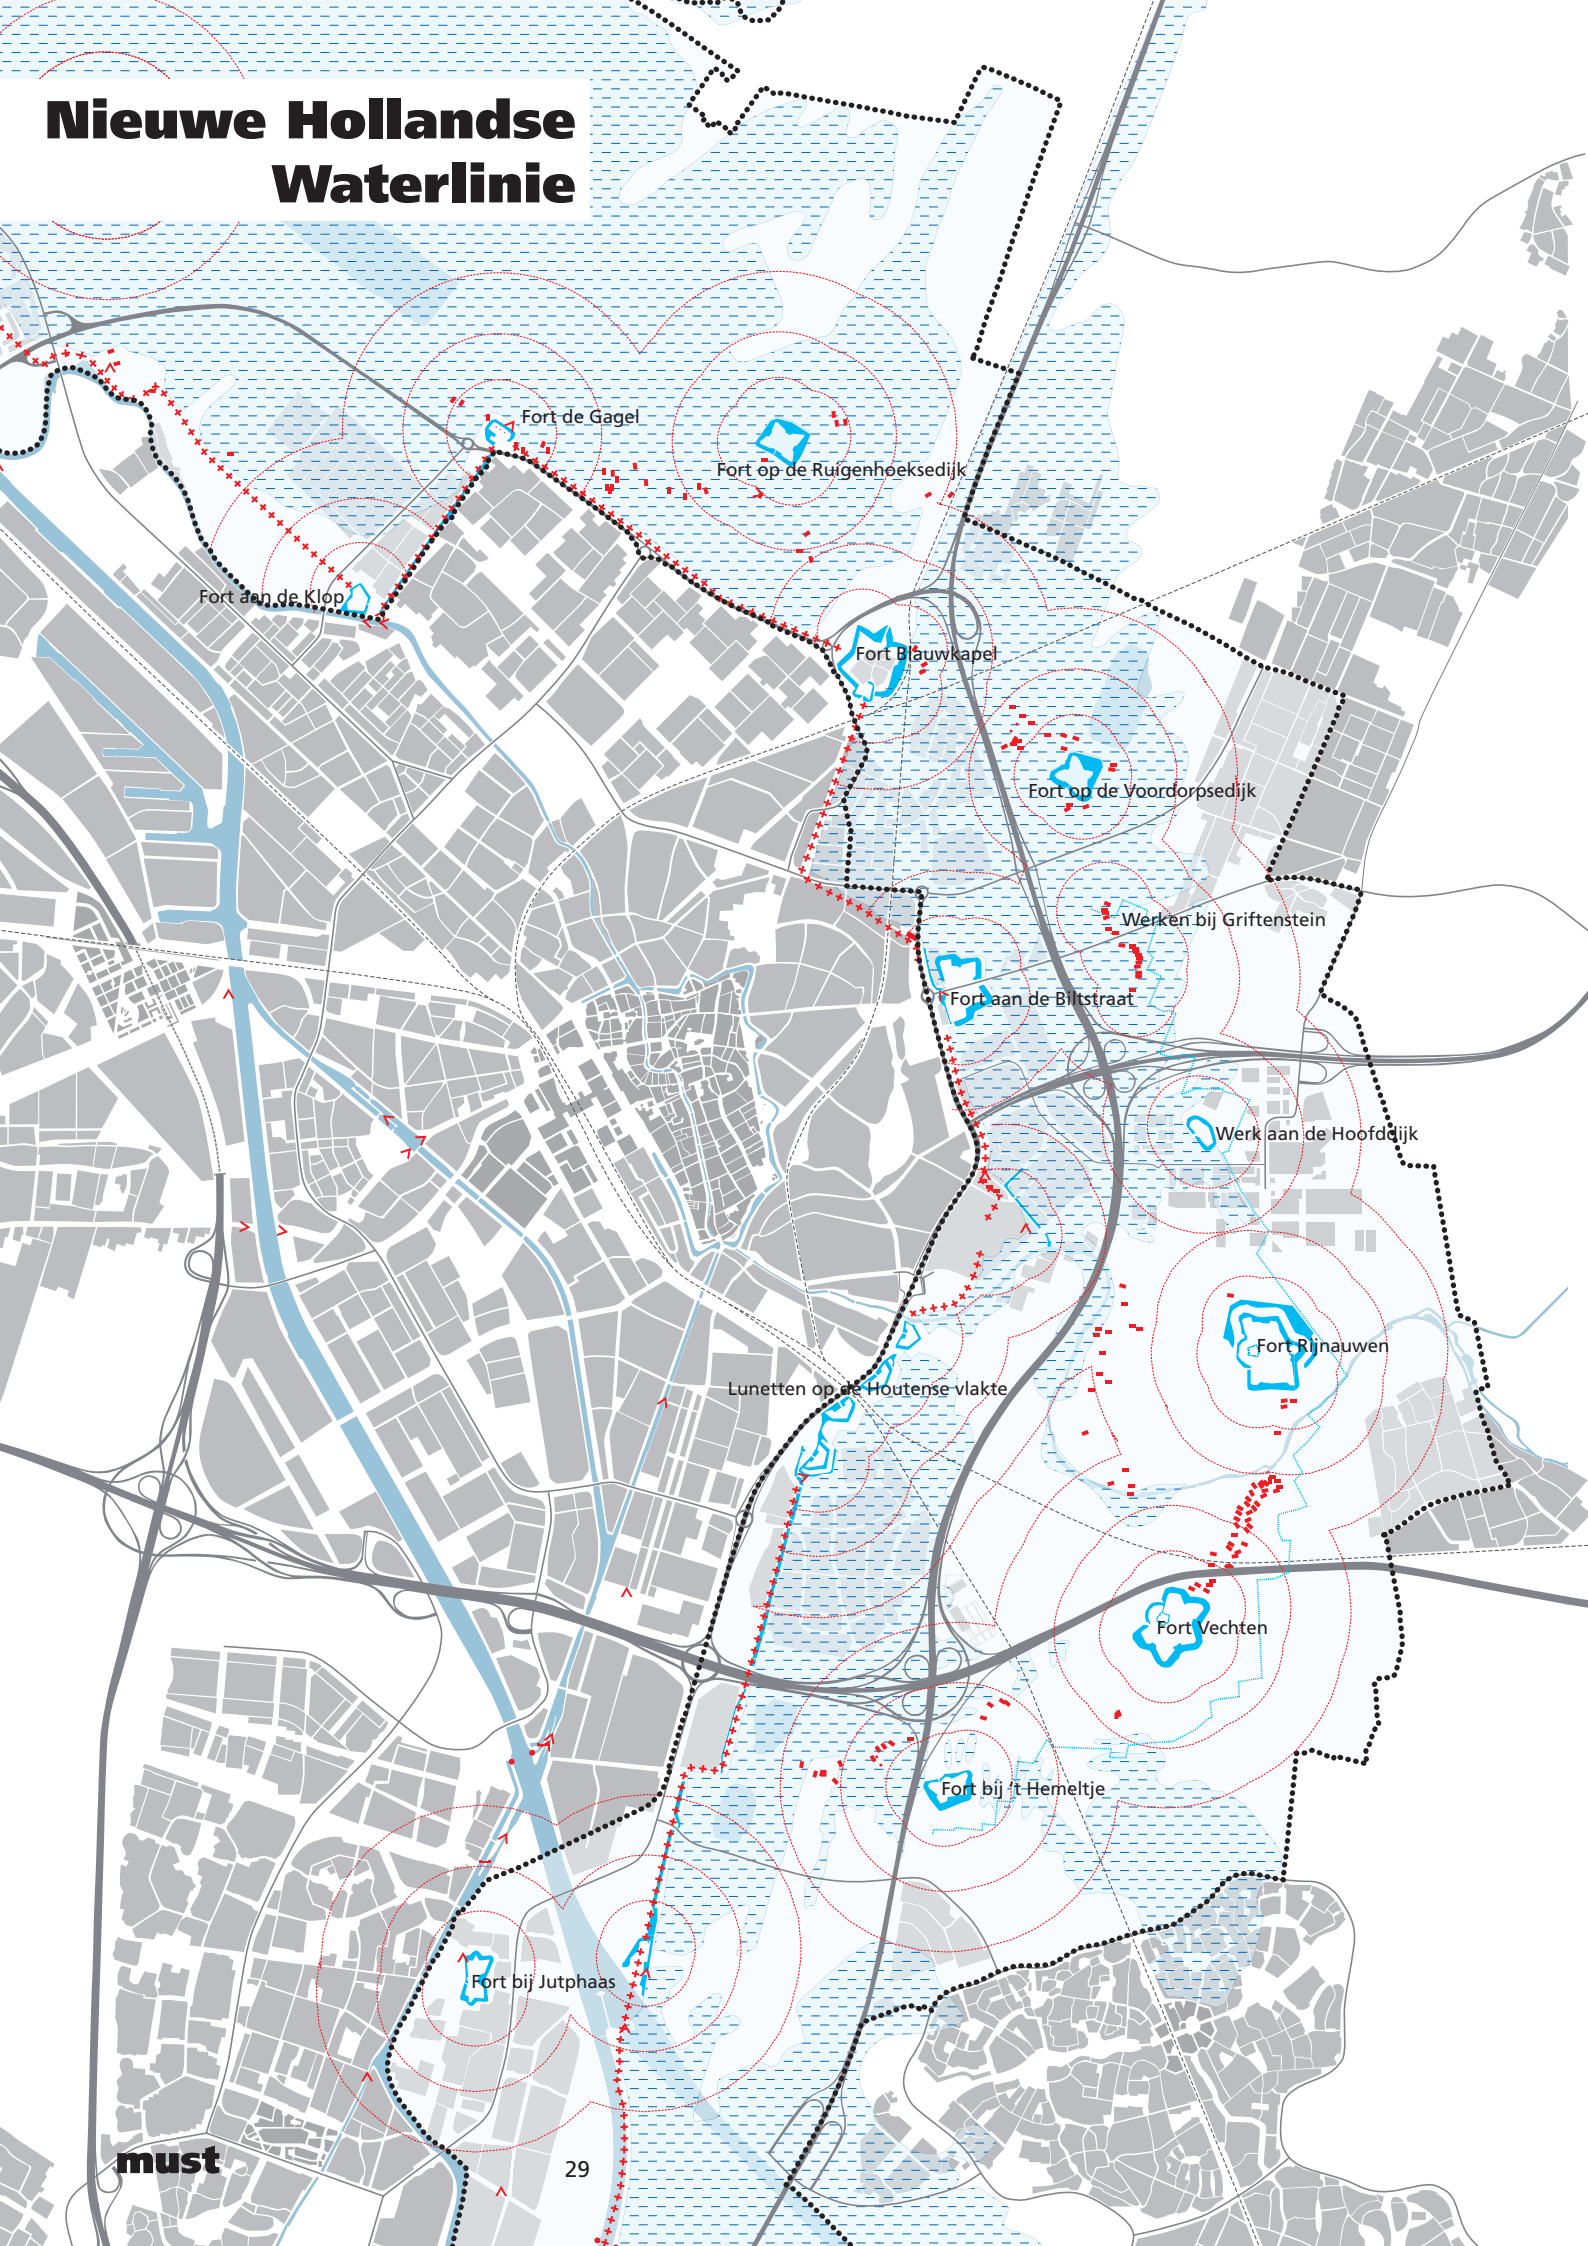 Nieuwe Hollandse
Waterlinie
Fort de Gagel
Fort op de Ruigenhoeksedijk
Fort aan de Klop
Fort Blauwkapel
Fort op de Voordorpsedijk
Werken bij Griftenstein
Fort aan de Biltstraat
Werk aan de Hoofddijk
Fort Rijnauwen
Lunetten op de Houtense vlakte
Fort Vechten
Fort bij 't Hemeltje
Fort bij Jutphaas
must
29